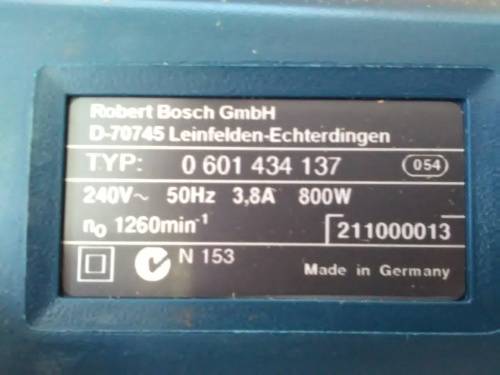 Robert Bosch GmbH
D-70745 Leinfelden-Echterdingen
TYP: 0 601 434 137 054
240V~ 50Hz 3,8A 800W
n₀ 1260min⁻¹ 211000013
N 153
Made in Germany